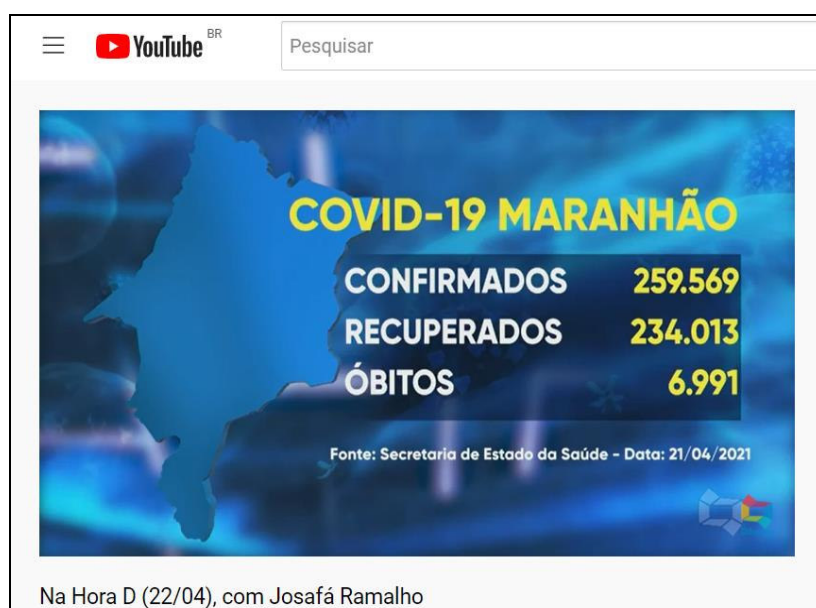 YouTube BR
Pesquisar
COVID-19 MARANHÃO
CONFIRMADOS 259.569
RECUPERADOS 234.013
ÓBITOS 6.991
Fonte: Secretaria de Estado da Saúde - Data: 21/04/2021
Na Hora D (22/04), com Josafá Ramalho